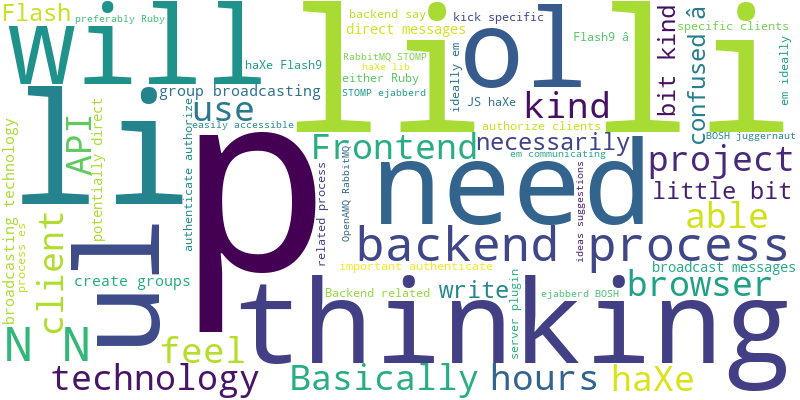 Flash
preferably Ruby
will
haXe Flash9
group broadcasting
backend say
direct messages
RabbitMQ STOMP
haXe lib
either Ruby
STOMP ejabberd
easily accessible
kick specific
ideally em
ol
JS haXe
li li
Flash9 â
specific clients
bit kind
confused â
em ideally
BOSH juggernaut
li
use
p
kind
authorize clients
Frontend
necessarily
em communicating
project
little bit
able
technology
API
potentially direct
authenticate authorize
need
related process
OpenAMQ RabbitMQ
ideas suggestions
backend process
broadcast messages
browser
broadcasting
process es
client
ul
create groups
important authenticate
thinking
Backend related
write
ejabberd BOSH
server plugin
N N
feel
technology
Basically hours
haXe